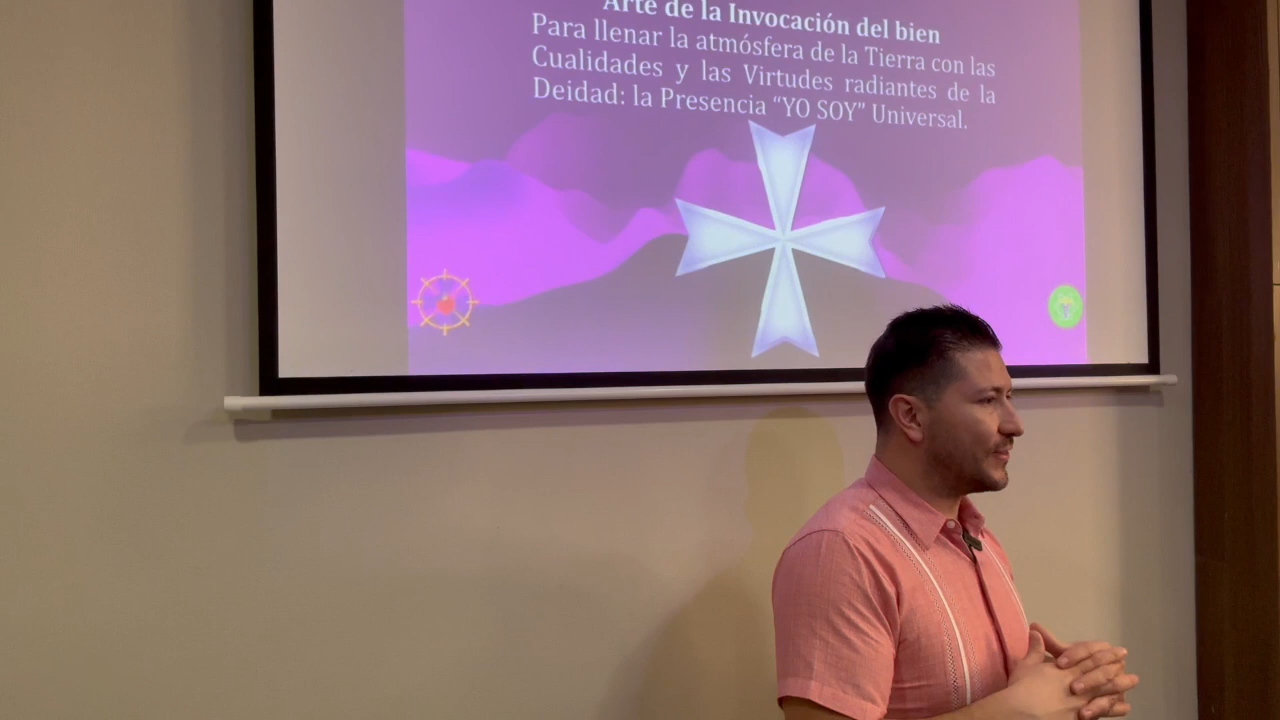 Arte de la Invocación del bien
Para llenar la atmósfera de la Tierra con las
Cualidades y las Virtudes radiantes de la
Deidad: la Presencia “YO SOY” Universal.